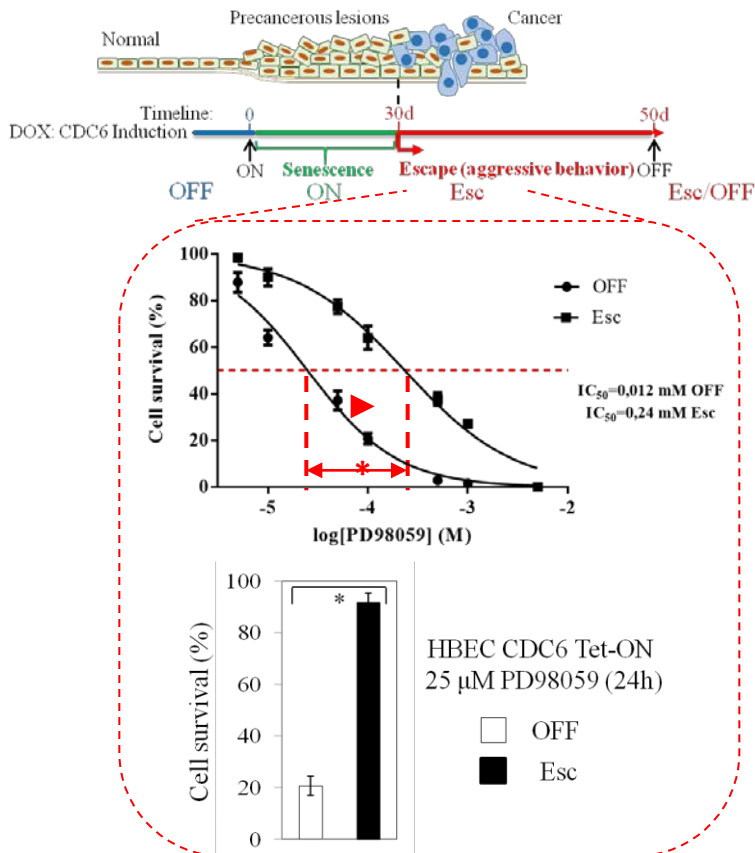 Precancerous lesions
Cancer
Normal
Timeline: 0 30d 50d
DOX: CDC6 Induction
ON Senescence Escape (aggressive behavior) OFF
OFF ON Esc Esc/OFF
100
80
60
40
20
0
Cell survival (%)
OFF
Esc
IC50=0,012 mM OFF
IC50=0,24 mM Esc
*
-5 -4 -3 -2
log[PD98059] (M)
100
80
60
40
20
0
Cell survival (%)
*
HBEC CDC6 Tet-ON
25 μM PD98059 (24h)
OFF
Esc